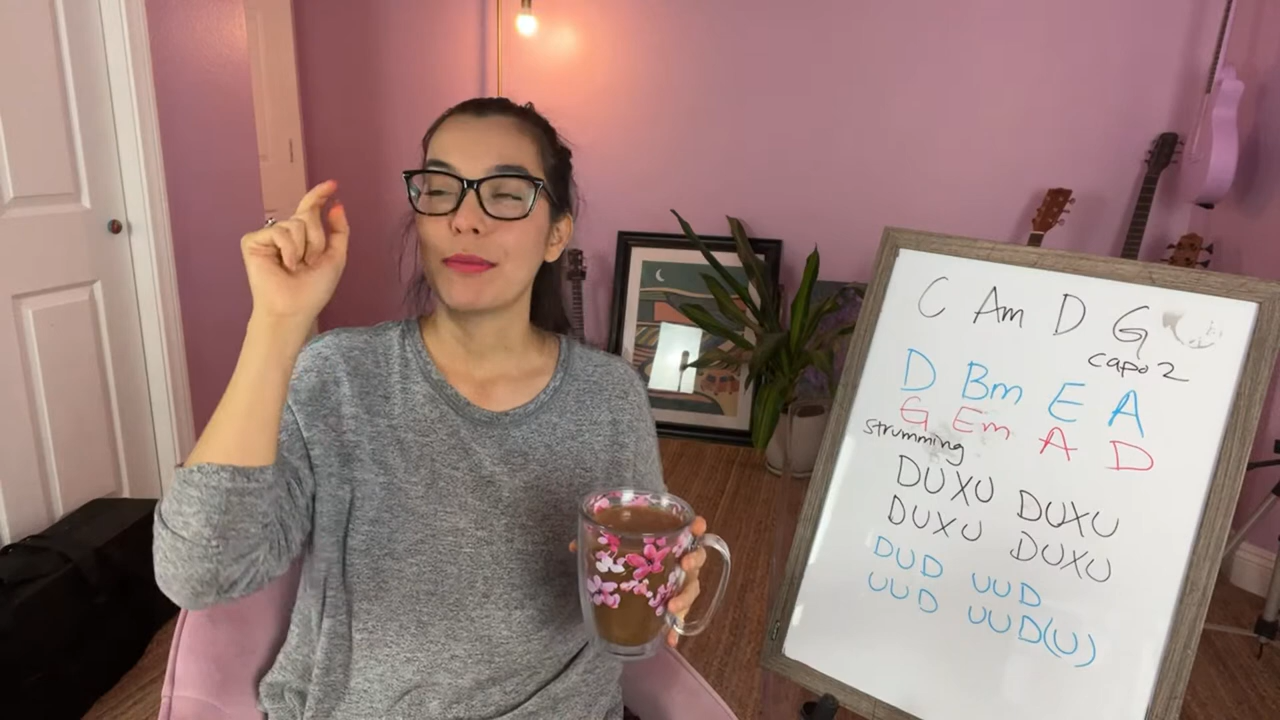 C Am D G
capo 2
D Bm E A
G Em A D
strumming
DUXU DUXU
DUXU DUXU
DUD UUD
UUD UUD(U)